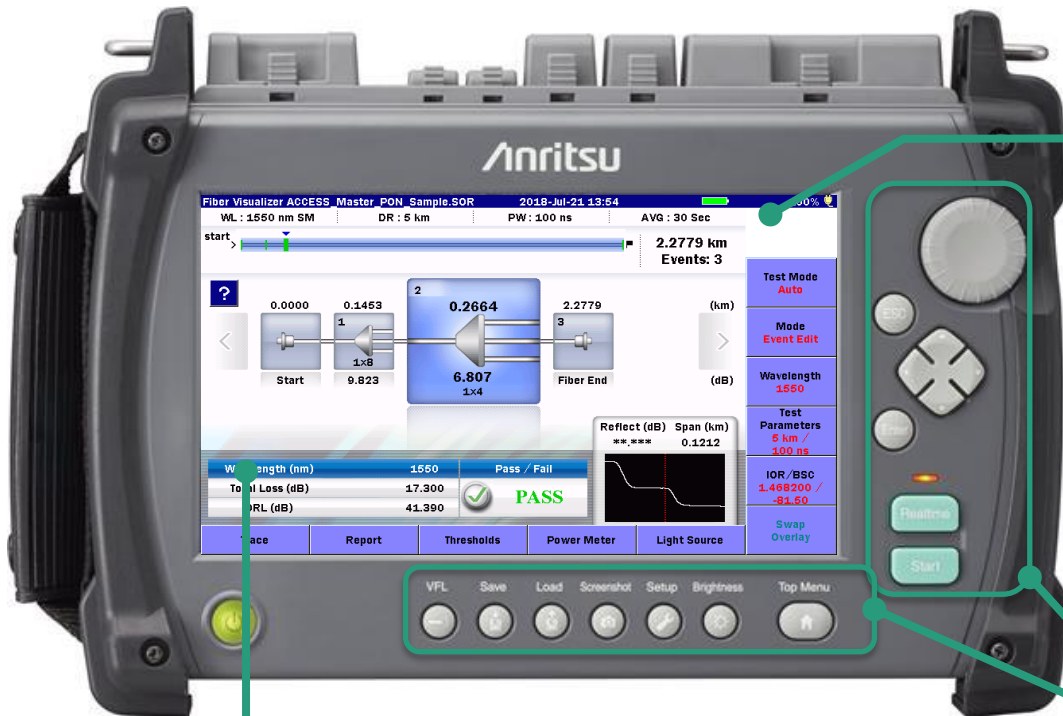 Anritsu
Fiber Visualizer ACCESS_Master_PON_Sample.SOR 2018-Jul-21 13:54
WL : 1550 nm SM DR : 5 km PW : 100 ns AVG : 30 Sec
start
2.2779 km
Events: 3
Test Mode
Auto
?
0.0000 0.1453 2 0.2664 2.2779 (km)
1 3
1x8
Start 9.823 6.807 Fiber End (dB)
1x4
Mode
Event Edit
Wavelength
1550
Test
Parameters
5 km /
100 ns
IOR/BSC
1.468200 /
-81.50
Swap
Overlay
Reflect (dB) Span (km)
**.*** 0.1212
(nm) 1550 Pass / Fail
Total Loss (dB) 17.300
PASS
(dB) 41.390
Report Thresholds Power Meter Light Source
ESC
Enter
Realtime
Start
VFL Save Load Screenshot Setup Brightness Top Menu